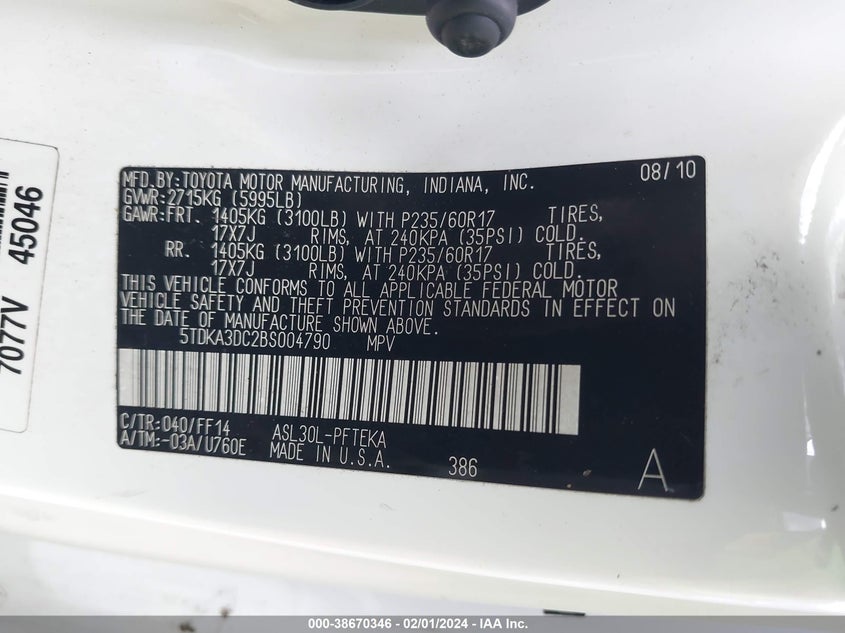 MFD.BY:TOYOTA MOTOR MANUFACTURING, INDIANA, INC. 08/10
GVWR:2715KG (5995LB)
GAWR:FRT. 1405KG (3100LB) WITH P235/60R17 TIRES,
17X7J RIMS, AT 240KPA (35PSI) COLD.
RR. 1405KG (3100LB) WITH P235/60R17 TIRES,
17X7J RIMS, AT 240KPA (35PSI) COLD.
THIS VEHICLE CONFORMS TO ALL APPLICABLE FEDERAL MOTOR
VEHICLE SAFETY AND THEFT PREVENTION STANDARDS IN EFFECT ON
THE DATE OF MANUFACTURE SHOWN ABOVE.
5TDKA3DC2BS004790 MPV
C/TR:040/FF14 ASL30L-PFTEKA
A/TM:-03A/U760E MADE IN U.S.A. 386 A
7077V 45046
000-38670346 - 02/01/2024 - IAA Inc.